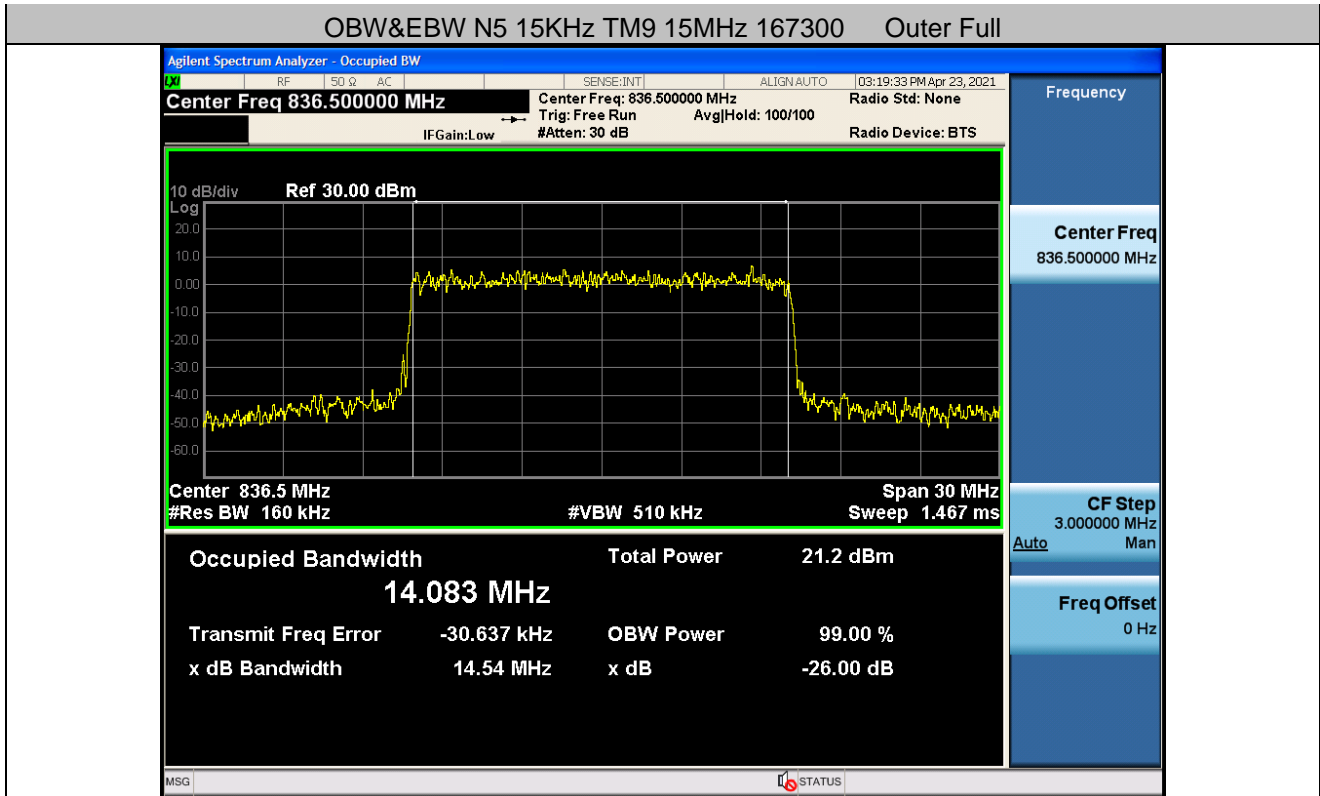 OBW&EBW N5 15KHz TM9 15MHz 167300 Outer Full
Agilent Spectrum Analyzer - Occupied BW
LXI RF 50 Ω AC SENSE:INT ALIGN AUTO 03:19:33 PM Apr 23, 2021
Center Freq 836.500000 MHz
Center Freq: 836.500000 MHz
Radio Std: None
Trig: Free Run Avg|Hold: 100/100
IFGain:Low #Atten: 30 dB Radio Device: BTS
10 dB/div Ref 30.00 dBm
Log
20.0
10.0
0.00
-10.0
-20.0
-30.0
-40.0
-50.0
-60.0
Center 836.5 MHz Span 30 MHz
#Res BW 160 kHz #VBW 510 kHz Sweep 1.467 ms
Occupied Bandwidth Total Power 21.2 dBm
14.083 MHz
Transmit Freq Error -30.637 kHz OBW Power 99.00 %
x dB Bandwidth 14.54 MHz x dB -26.00 dB
Frequency
Center Freq
836.500000 MHz
CF Step
3.000000 MHz
Auto Man
Freq Offset
0 Hz
MSG STATUS